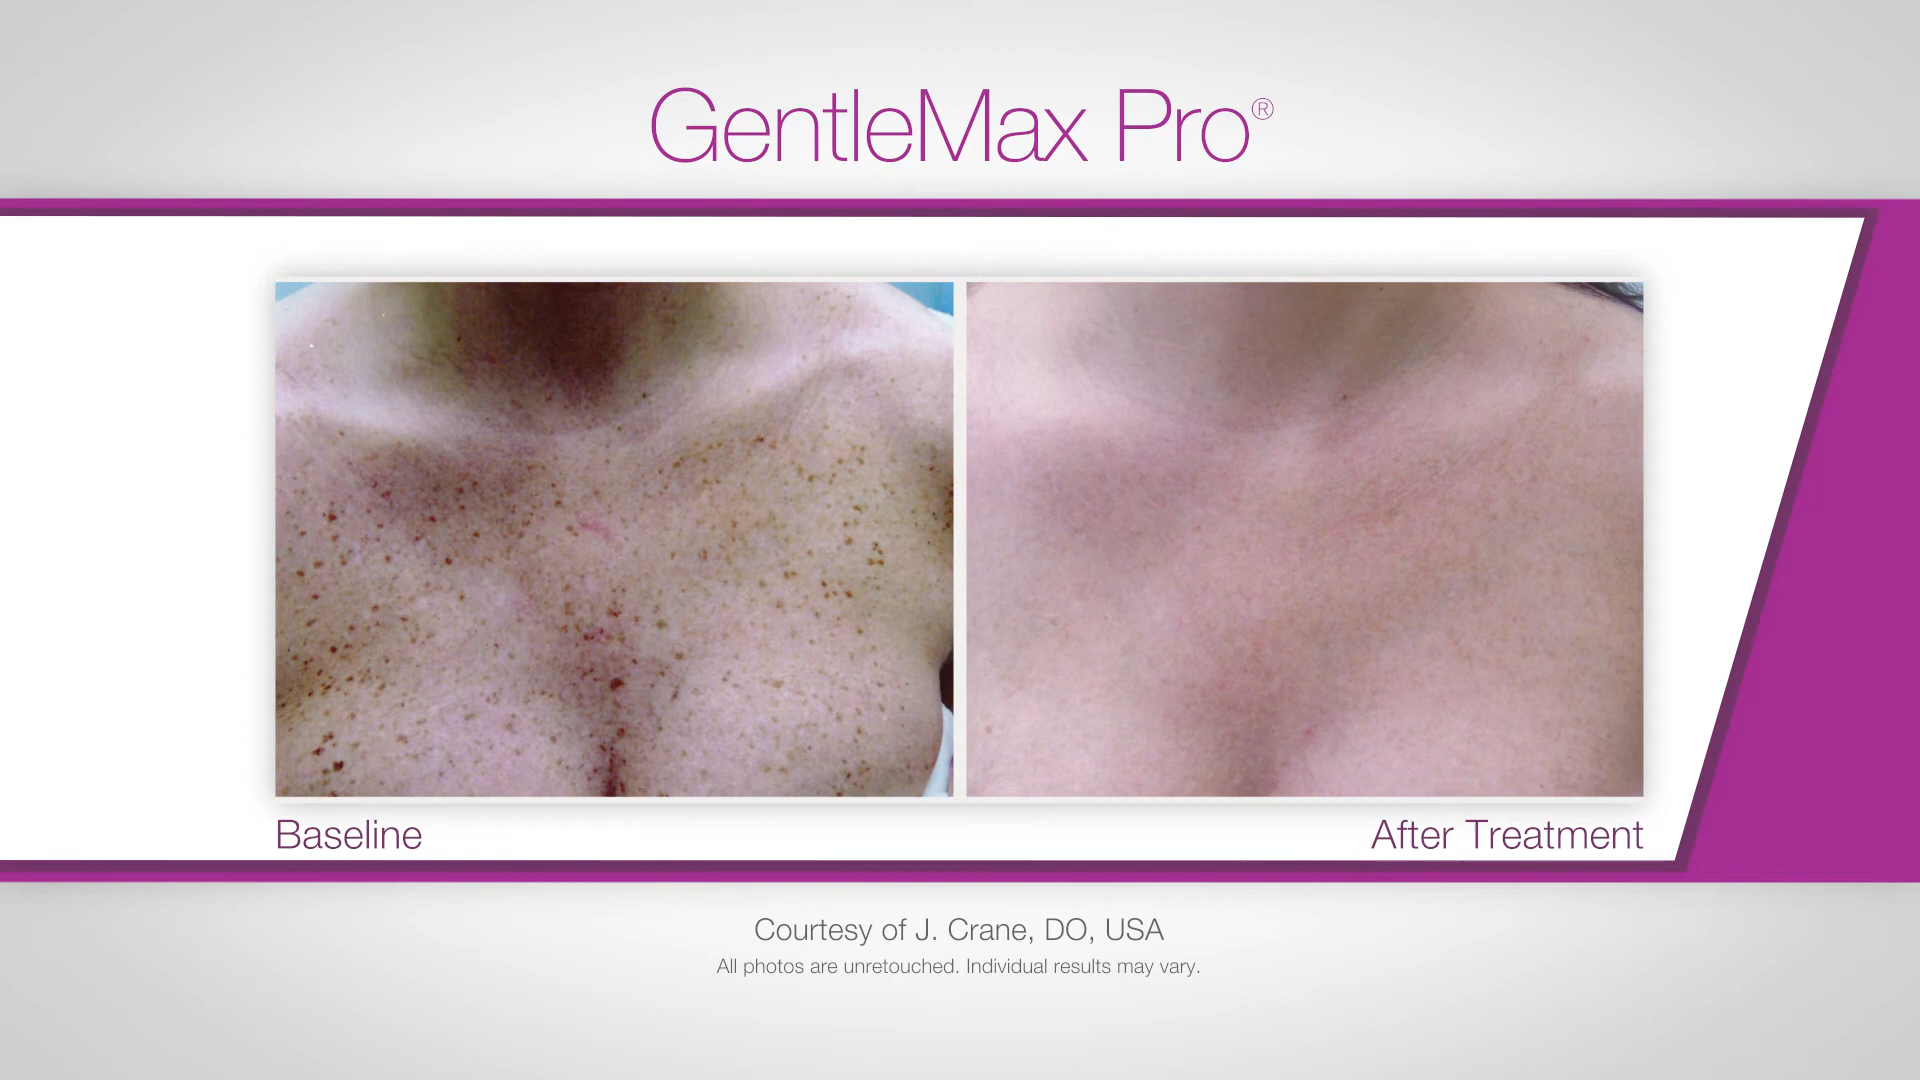 GentleMax Pro®
Baseline
After Treatment
Courtesy of J. Crane, DO, USA
All photos are unretouched. Individual results may vary.